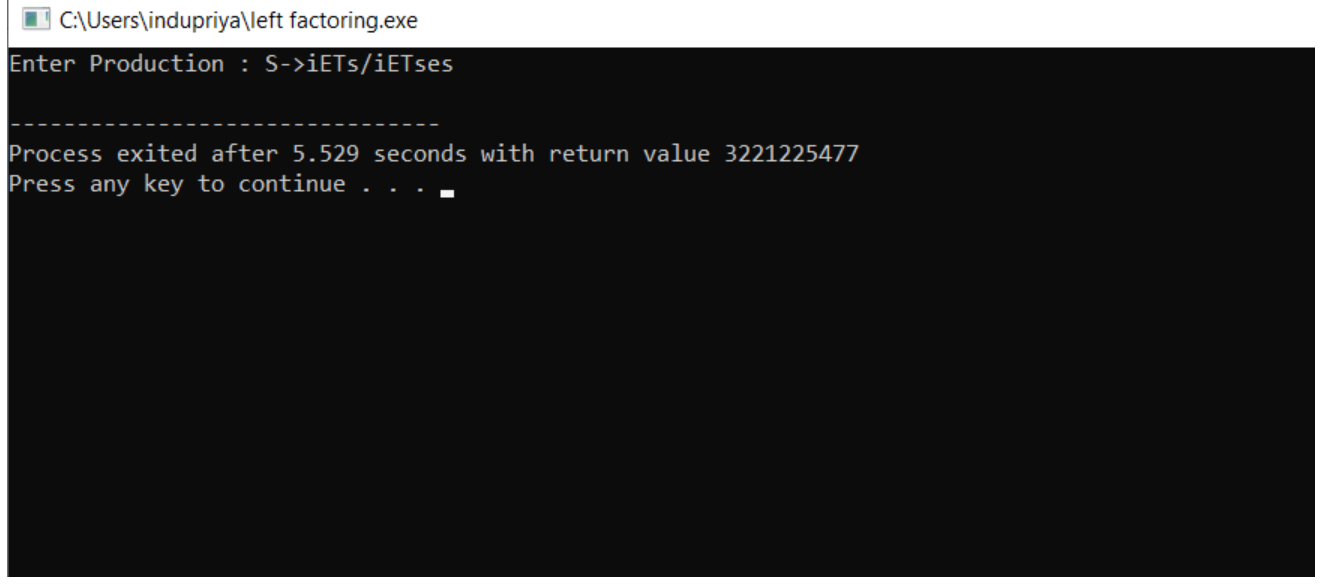 C:\Users\indupriya\left factoring.exe
Enter Production : S->iETs/iETses
--------------------------------
Process exited after 5.529 seconds with return value 3221225477
Press any key to continue . . .